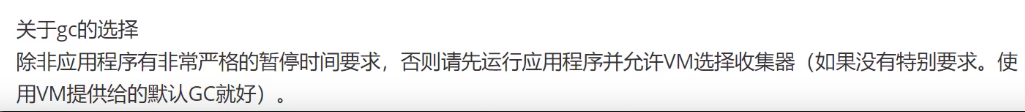 关于gc的选择
除非应用程序有非常严格的暂停时间要求，否则请先运行应用程序并允许VM选择收集器（如果没有特别要求。使
用VM提供给的默认GC就好）。